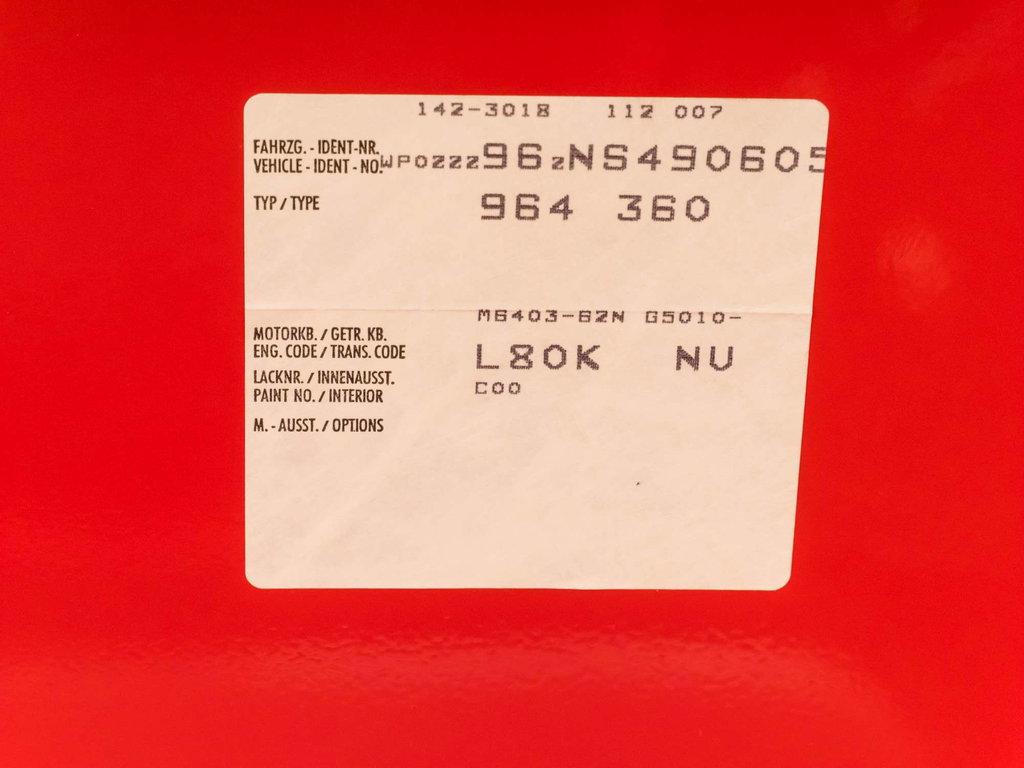 142-3018 112 007
FAHRZG. - IDENT-NR.
VEHICLE - IDENT - NO. WP0ZZZ96ZNS490605
TYP / TYPE 964 360
M6403-62N G5010-
MOTORKB. / GETR. KB.
ENG. CODE / TRANS. CODE L80K NU
LACKNR. / INNENAUSST.
PAINT NO. / INTERIOR C00
M. - AUSST. / OPTIONS